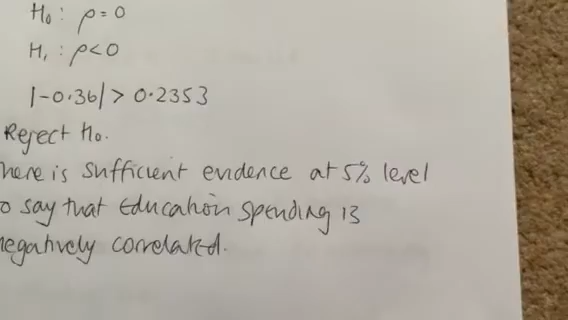 H₀ : ρ = 0
H₁ : ρ < 0
|-0.36| > 0.2353
Reject H₀.
here is sufficient evidence at 5% level
o say that Education spending is
negatively correlated.